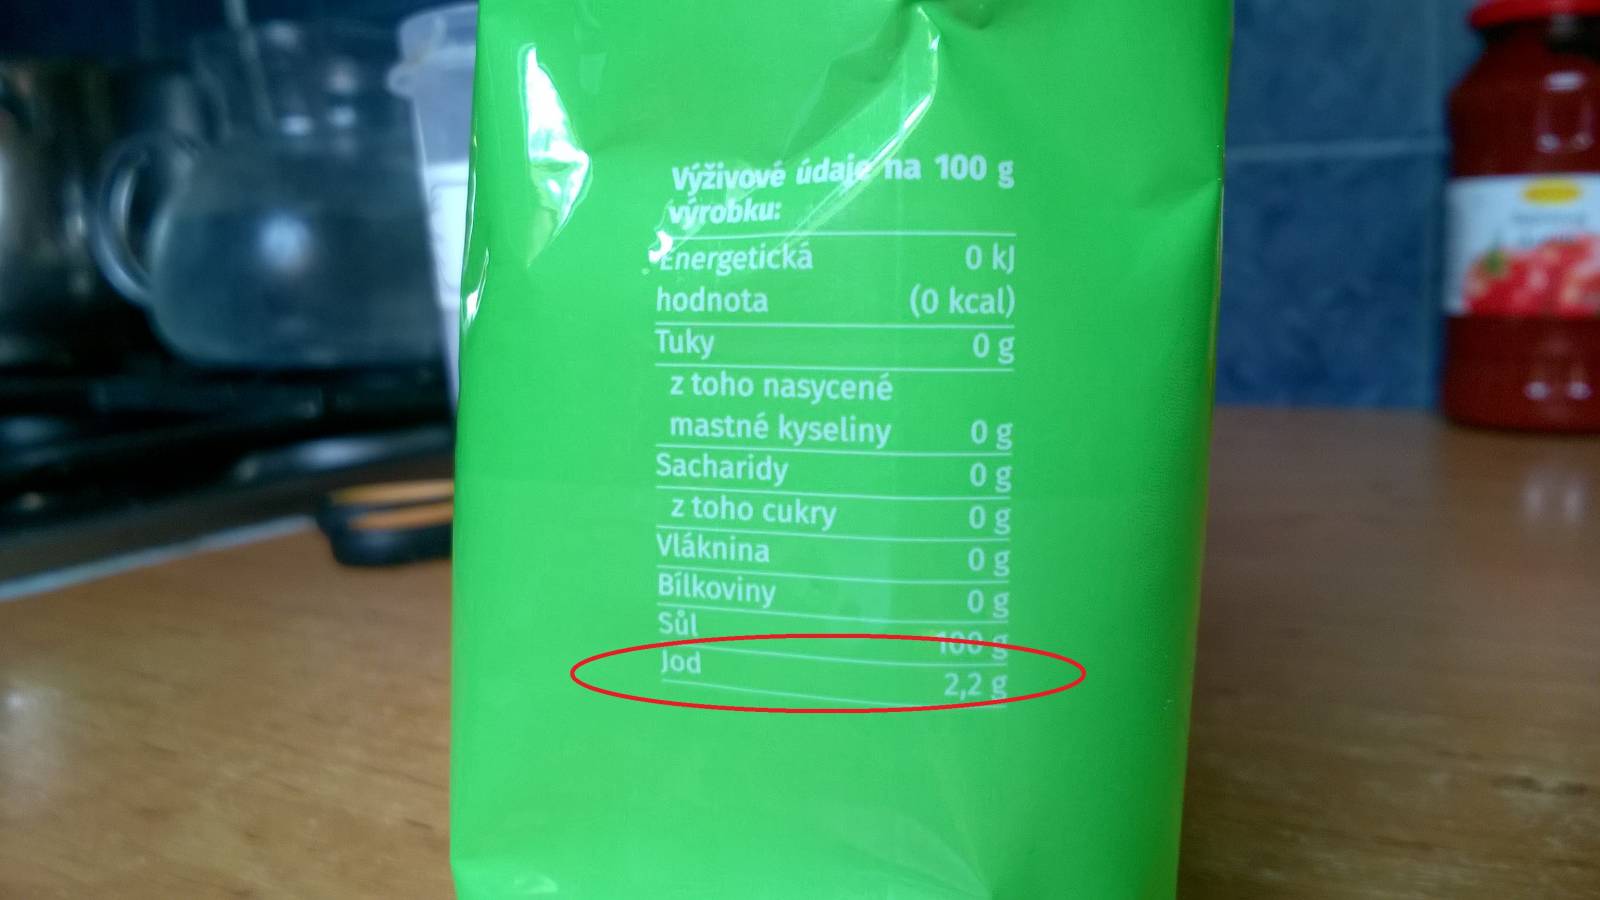 Výživové údaje na 100 g
výrobku:
Energetická 0 kJ
hodnota (0 kcal)
Tuky 0 g
z toho nasycené
mastné kyseliny 0 g
Sacharidy 0 g
z toho cukry 0 g
Vláknina 0 g
Bílkoviny 0 g
Sůl 100 g
Jod 2,2 g